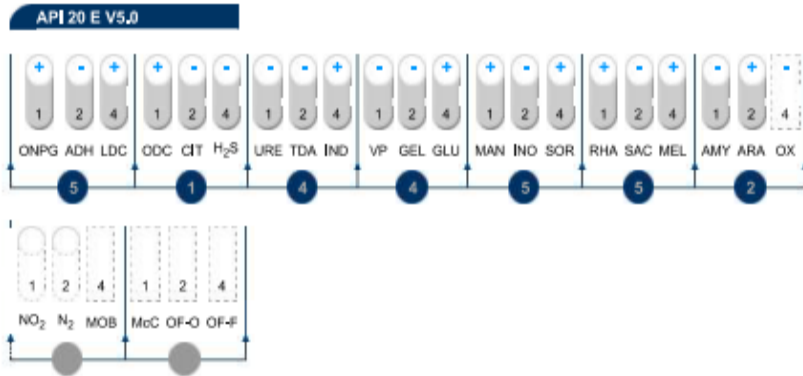 API 20 E V5.0
+ - + + - - - - + - - + + - + + - + - + -
1 2 4 1 2 4 1 2 4 1 2 4 1 2 4 1 2 4 1 2 4
ONPG ADH LDC ODC CIT H₂S URE TDA IND VP GEL GLU MAN INO SOR RHA SAC MEL AMY ARA OX
5 1 4 4 5 5 2
1 2 4 1 2 4
NO₂ N₂ MOB McC OF-O OF-F